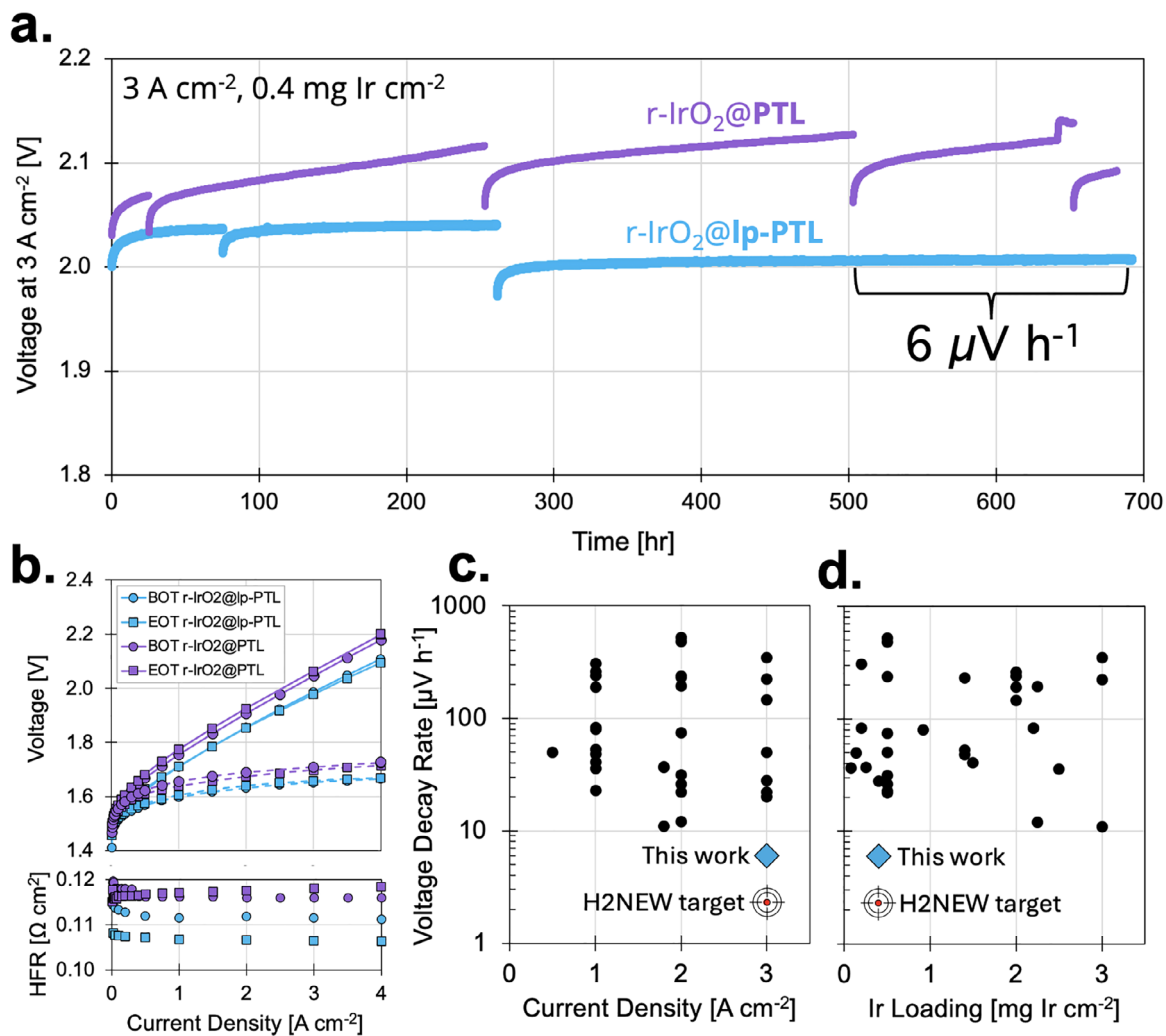 a.
3 A cm-2, 0.4 mg Ir cm-2
r-IrO2@PTL
r-IrO2@lp-PTL
6 µV h-1
Voltage at 3 A cm-2 [V]
2.2
2.1
2.0
1.9
1.8
0 100 200 300 400 500 600 700
Time [hr]
b.
BOT r-IrO2@lp-PTL
EOT r-IrO2@lp-PTL
BOT r-IrO2@PTL
EOT r-IrO2@PTL
Voltage [V]
2.4
2.2
2.0
1.8
1.6
1.4
HFR [Ω cm2]
0.12
0.11
0.10
0 1 2 3 4
Current Density [A cm-2]
c.
Voltage Decay Rate [µV h-1]
1000
100
10
1
This work
H2NEW target
0 1 2 3
Current Density [A cm-2]
d.
This work
H2NEW target
0 1 2 3
Ir Loading [mg Ir cm-2]